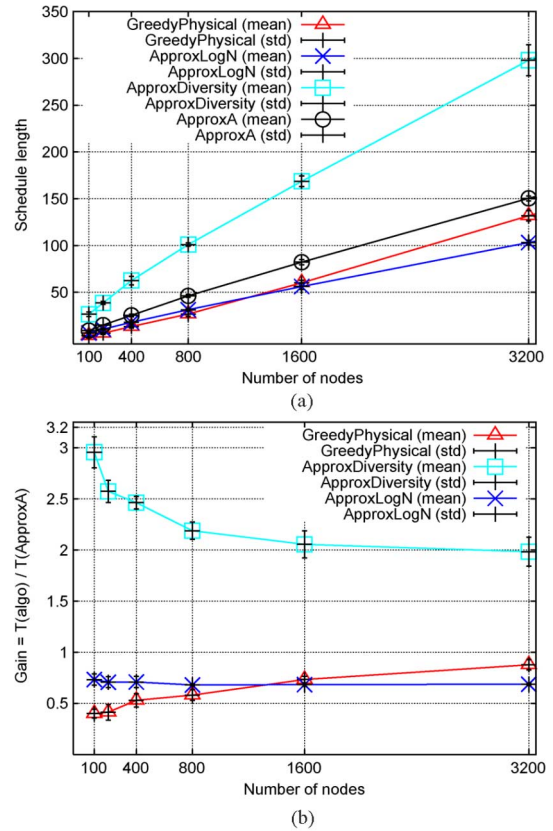 350
300
250
200
150
100
50
Schedule length
GreedyPhysical (mean)
GreedyPhysical (std)
ApproxLogN (mean)
ApproxLogN (std)
ApproxDiversity (mean)
ApproxDiversity (std)
ApproxA (mean)
ApproxA (std)
100 400 800 1600 3200
Number of nodes
(a)
3.2
3
2.5
2
1.5
1
0.5
Gain = T(algo) / T(ApproxA)
GreedyPhysical (mean)
GreedyPhysical (std)
ApproxDiversity (mean)
ApproxDiversity (std)
ApproxLogN (mean)
ApproxLogN (std)
100 400 800 1600 3200
Number of nodes
(b)